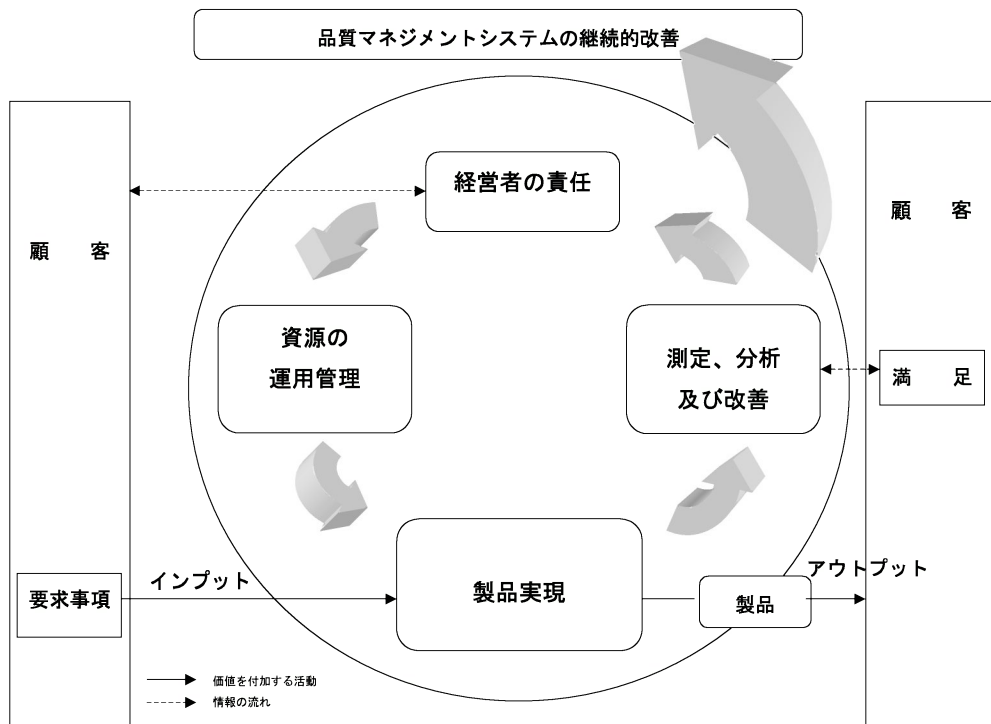 品質マネジメントシステムの継続的改善
経営者の責任
顧　　客
顧　　客
資源の
運用管理
測定、分析
及び改善
満　　足
インプット
アウトプット
要求事項
製品実現
製品
価値を付加する活動
情報の流れ